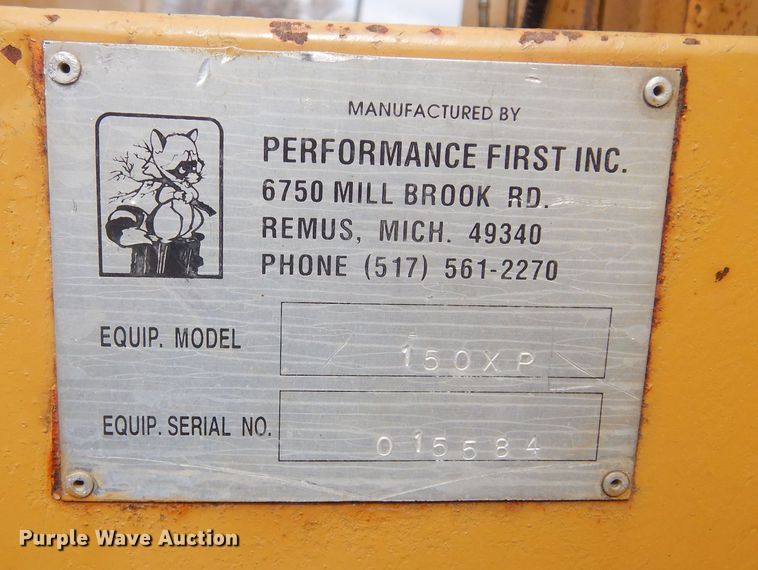 MANUFACTURED BY
PERFORMANCE FIRST INC.
6750 MILL BROOK RD.
REMUS, MICH. 49340
PHONE (517) 561-2270
EQUIP. MODEL 150XP
EQUIP. SERIAL NO. 015584
Purple Wave Auction